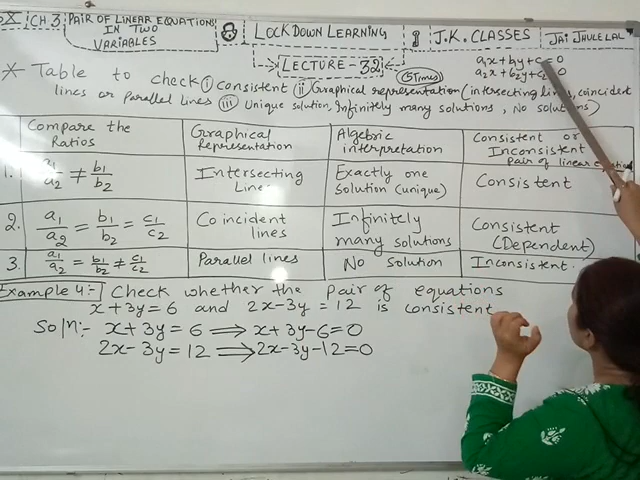 X CH 3 PAIR OF LINEAR EQUATIONS IN TWO VARIABLES
LOCKDOWN LEARNING
LECTURE - 32
J.K. CLASSES
JAI JHULELAL
a₁x + b₁y + c = 0
a₂x + b₂y + c₂ = 0
* Table to check (i) consistent (ii) Graphical representation (intersecting lines, coincident
(5 Times)
lines or Parallel lines (iii) Unique solution, Infinitely many solutions, No solutions)
Compare the Ratios | Graphical Representation | Algebric interpretation | Consistent or Inconsistent pair of linear equation
1. a₁/a₂ ≠ b₁/b₂ | Intersecting Lines | Exactly one solution (unique) | Consistent
2. a₁/a₂ = b₁/b₂ = c₁/c₂ | Coincident lines | Infinitely many solutions | Consistent (Dependent)
3. a₁/a₂ = b₁/b₂ ≠ c₁/c₂ | Parallel lines | No solution | Inconsistent.
Example 4:- Check whether the pair of equations
x + 3y = 6 and 2x - 3y = 12 is consistent
Soln:- x + 3y = 6 ⟹ x + 3y - 6 = 0
2x - 3y = 12 ⟹ 2x - 3y - 12 = 0